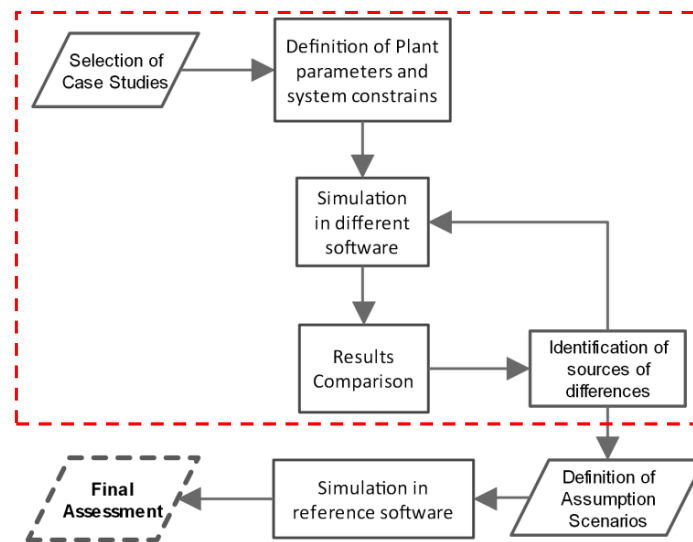 Selection of
Case Studies
Definition of Plant
parameters and
system constrains
Simulation
in different
software
Results
Comparison
Identification of
sources of
differences
Definition of
Assumption
Scenarios
Simulation in
reference software
Final
Assessment